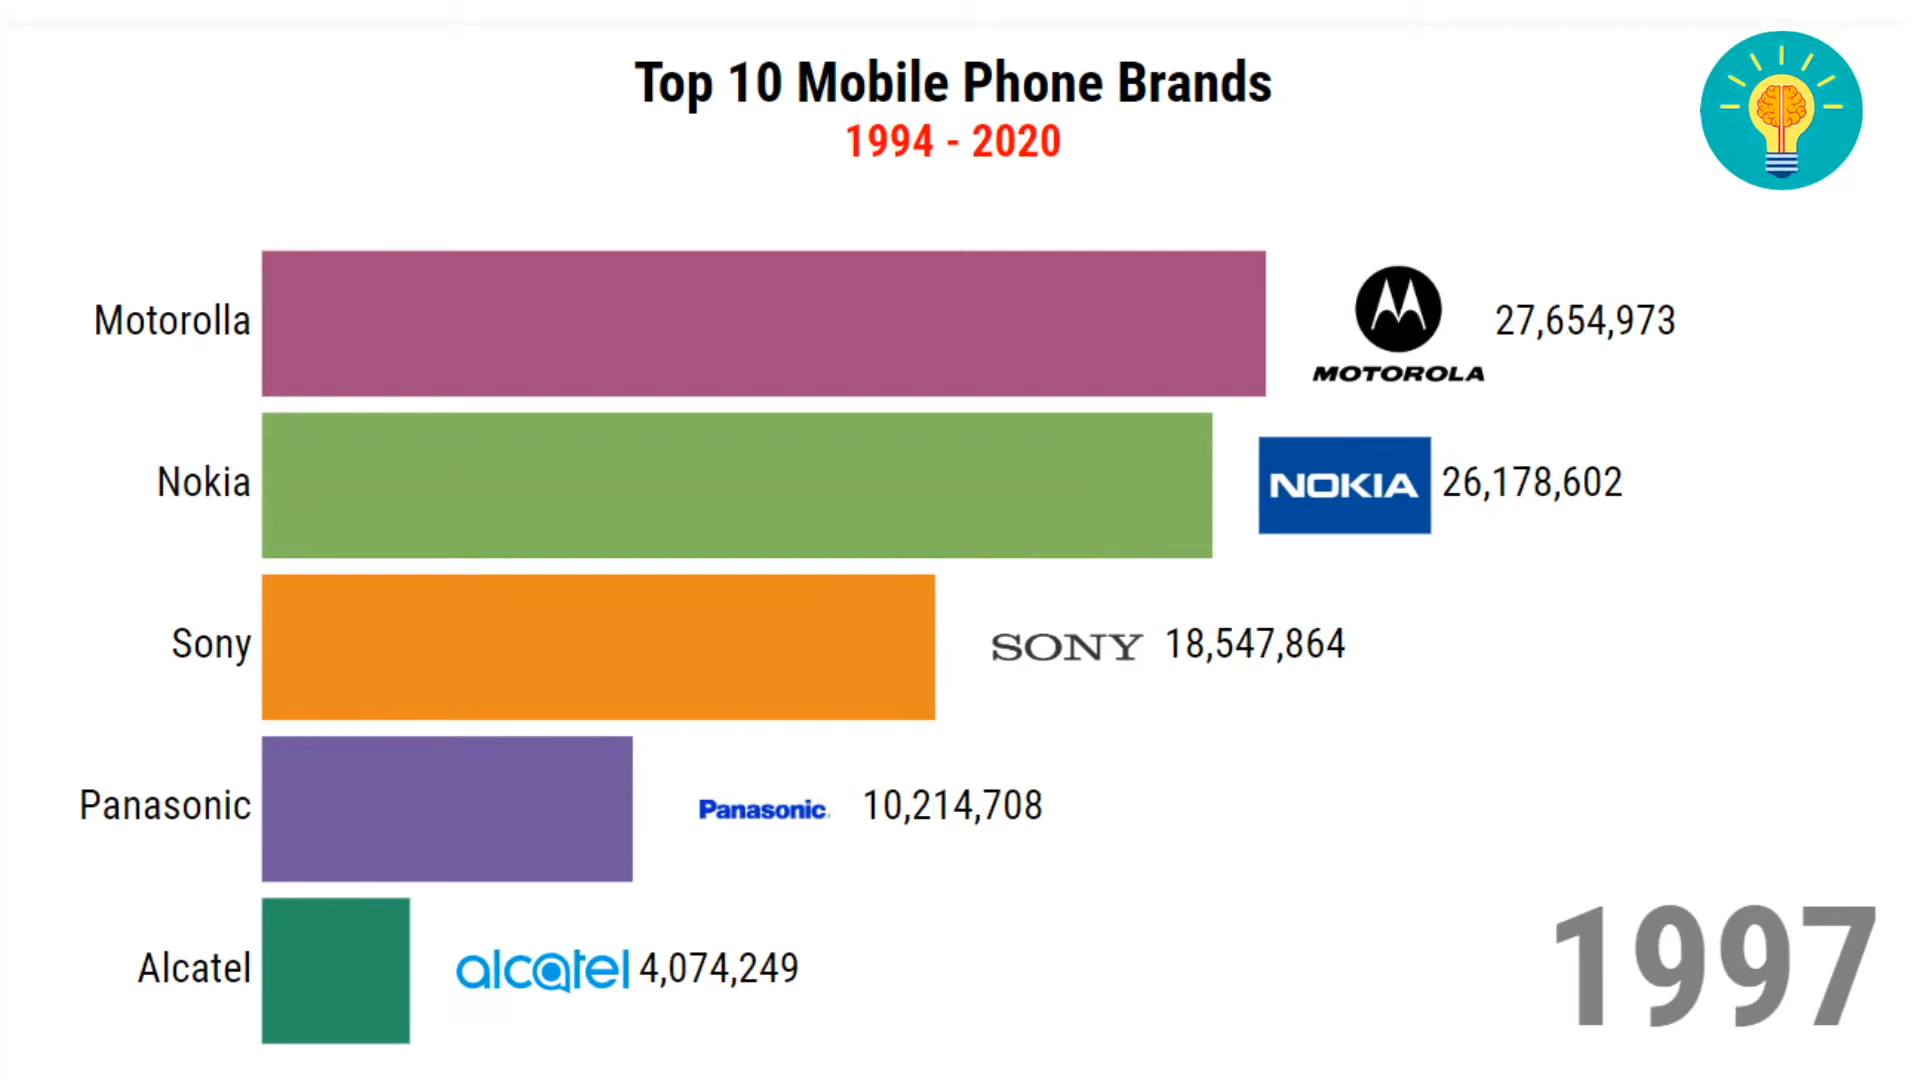 Top 10 Mobile Phone Brands
1994 - 2020
Motorolla
MOTOROLA
27,654,973
Nokia
NOKIA
26,178,602
Sony
SONY
18,547,864
Panasonic
Panasonic
10,214,708
Alcatel
alcatel
4,074,249
1997